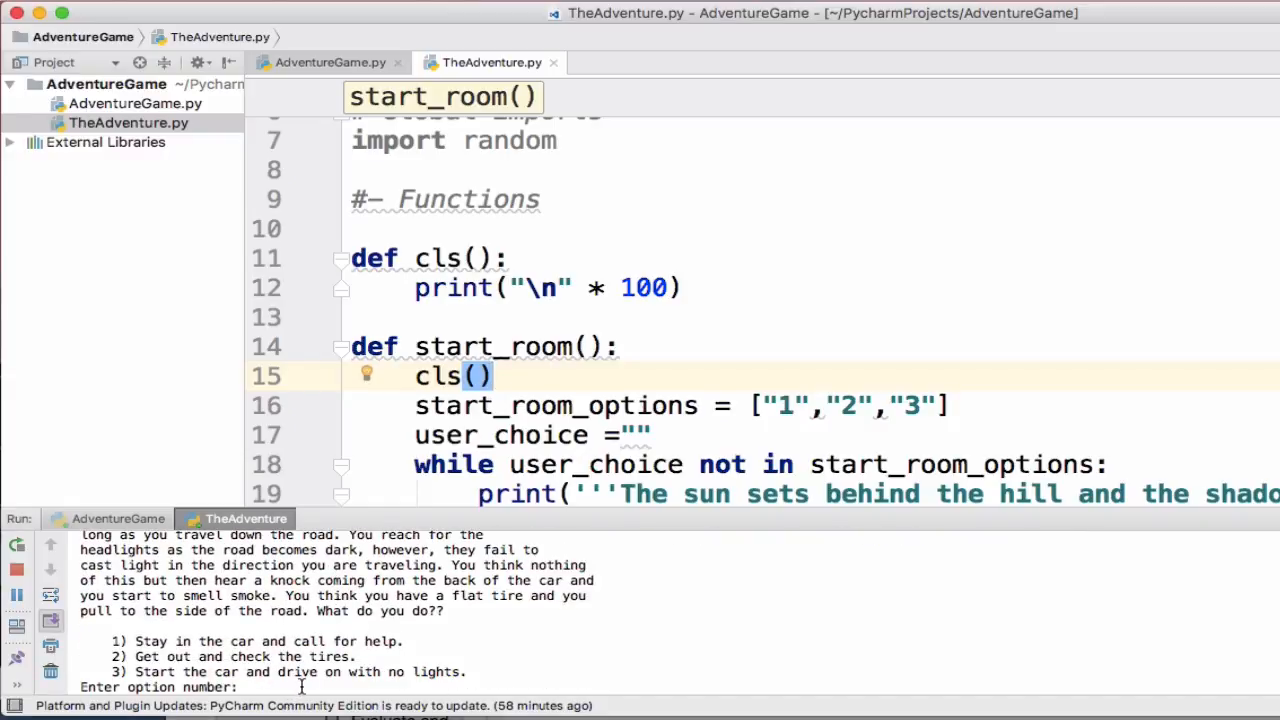 TheAdventure.py - AdventureGame - [~/PycharmProjects/AdventureGame]
AdventureGame TheAdventure.py
Project AdventureGame.py TheAdventure.py
AdventureGame ~/Pycharm
AdventureGame.py
TheAdventure.py
External Libraries
start_room()
# Global Imports
7 import random
8
9 #- Functions
10
11 def cls():
12 print("\n" * 100)
13
14 def start_room():
15 cls()
16 start_room_options = ["1","2","3"]
17 user_choice =""
18 while user_choice not in start_room_options:
19 print('''The sun sets behind the hill and the shado
Run: AdventureGame TheAdventure
long as you travel down the road. You reach for the
headlights as the road becomes dark, however, they fail to
cast light in the direction you are traveling. You think nothing
of this but then hear a knock coming from the back of the car and
you start to smell smoke. You think you have a flat tire and you
pull to the side of the road. What do you do??
1) Stay in the car and call for help.
2) Get out and check the tires.
3) Start the car and drive on with no lights.
Enter option number:
Platform and Plugin Updates: PyCharm Community Edition is ready to update. (58 minutes ago)